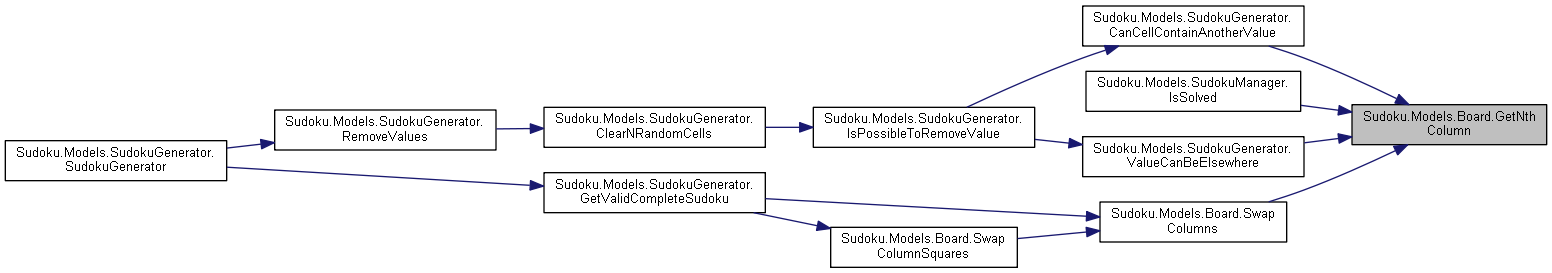 Sudoku.Models.SudokuGenerator.
CanCellContainAnotherValue
Sudoku.Models.SudokuManager.
IsSolved
Sudoku.Models.Board.GetNth
Column
Sudoku.Models.SudokuGenerator.
RemoveValues
Sudoku.Models.SudokuGenerator.
ClearNRandomCells
Sudoku.Models.SudokuGenerator.
IsPossibleToRemoveValue
Sudoku.Models.SudokuGenerator.
ValueCanBeElsewhere
Sudoku.Models.SudokuGenerator.
SudokuGenerator
Sudoku.Models.SudokuGenerator.
GetValidCompleteSudoku
Sudoku.Models.Board.Swap
Columns
Sudoku.Models.Board.Swap
ColumnSquares